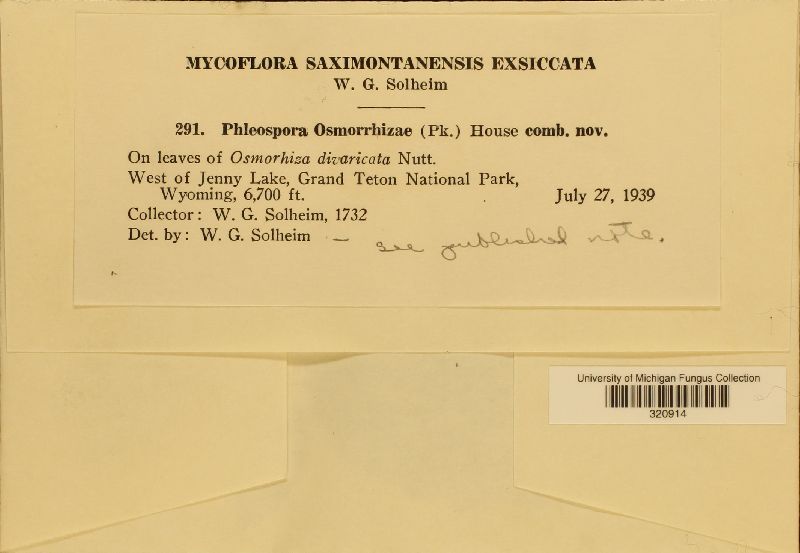 MYCOFLORA SAXIMONTANENSIS EXSICCATA
W. G. Solheim
291. Phleospora Osmorrhizae (Pk.) House comb. nov.
On leaves of Osmorhiza divaricata Nutt.
West of Jenny Lake, Grand Teton National Park,
Wyoming, 6,700 ft. July 27, 1939
Collector: W. G. Solheim, 1732
Det. by: W. G. Solheim – see published note.
University of Michigan Fungus Collection
320914